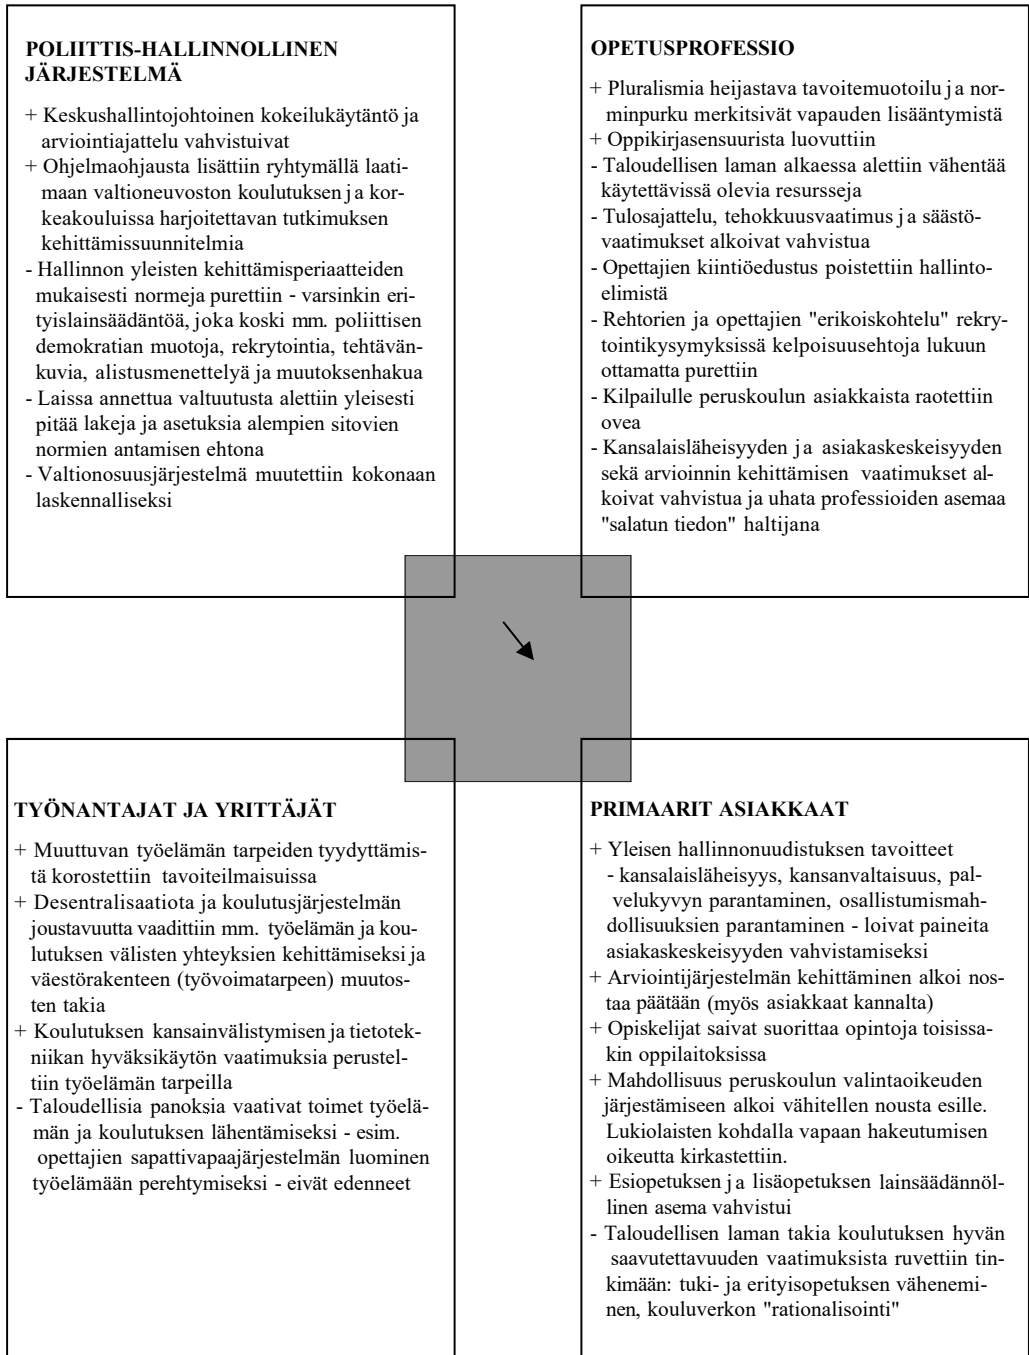 POLIITTIS-HALLINNOLLINEN
JÄRJESTELMÄ
+ Keskushallintojohtoinen kokeilukäytäntö ja
arviointiajattelu vahvistuivat
+ Ohjelmaohjausta lisättiin ryhtymällä laati-
maan valtioneuvoston koulutuksen ja kor-
keakouluissa harjoitettavan tutkimuksen
kehittämissuunnitelmia
- Hallinnon yleisten kehittämisperiaatteiden
mukaisesti normeja purettiin - varsinkin eri-
tyislainsäädäntöä, joka koski mm. poliittisen
demokratian muotoja, rekrytointia, tehtävän-
kuvia, alistusmenettelyä ja muutoksenhakua
- Laissa annettua valtuutusta alettiin yleisesti
pitää lakeja ja asetuksia alempien sitovien
normien antamisen ehtona
- Valtionosuusjärjestelmä muutettiin kokonaan
laskennalliseksi
OPETUSPROFESSIO
+ Pluralismia heijastava tavoitemuotoilu ja nor-
minpurku merkitsivät vapauden lisääntymistä
+ Oppikirjasensuurista luovuttiin
- Taloudellisen laman alkaessa alettiin vähentää
käytettävissä olevia resursseja
- Tulosajattelu, tehokkuusvaatimus ja säästö-
vaatimukset alkoivat vahvistua
- Opettajien kiintiöedustus poistettiin hallinto-
elimistä
- Rehtorien ja opettajien "erikoiskohtelu" rekry-
tointikysymyksissä kelpoisuusehtoja lukuun
ottamatta purettiin
- Kilpailulle peruskoulun asiakkaista raotettiin
ovea
- Kansalaisläheisyyden ja asiakaskeskeisyyden
sekä arvioinnin kehittämisen vaatimukset al-
koivat vahvistua ja uhata professioiden asemaa
"salatun tiedon" haltijana
TYÖNANTAJAT JA YRITTÄJÄT
+ Muuttuvan työelämän tarpeiden tyydyttämis-
tä korostettiin tavoiteilmaisuissa
+ Desentralisaatiota ja koulutusjärjestelmän
joustavuutta vaadittiin mm. työelämän ja kou-
lutuksen välisten yhteyksien kehittämiseksi ja
väestörakenteen (työvoimatarpeen) muutos-
ten takia
+ Koulutuksen kansainvälistymisen ja tietotek-
niikan hyväksikäytön vaatimuksia perustel-
tiin työelämän tarpeilla
- Taloudellisia panoksia vaativat toimet työelä-
män ja koulutuksen lähentämiseksi - esim.
opettajien sapattivapaajärjestelmän luominen
työelämään perehtymiseksi - eivät edenneet
PRIMAARIT ASIAKKAAT
+ Yleisen hallinnonuudistuksen tavoitteet
- kansalaisläheisyys, kansanvaltaisuus, pal-
velukyvyn parantaminen, osallistumismah-
dollisuuksien parantaminen - loivat paineita
asiakaskeskeisyyden vahvistamiseksi
+ Arviointijärjestelmän kehittäminen alkoi nos-
taa päätään (myös asiakkaat kannalta)
+ Opiskelijat saivat suorittaa opintoja toisissa-
kin oppilaitoksissa
+ Mahdollisuus peruskoulun valintaoikeuden
järjestämiseen alkoi vähitellen nousta esille.
Lukiolaisten kohdalla vapaan hakeutumisen
oikeutta kirkastettiin.
+ Esiopetuksen ja lisäopetuksen lainsäädännöl-
linen asema vahvistui
- Taloudellisen laman takia koulutuksen hyvän
saavutettavuuden vaatimuksista ruvettiin tin-
kimään: tuki- ja erityisopetuksen vähenemi-
nen, kouluverkon "rationalisointi"